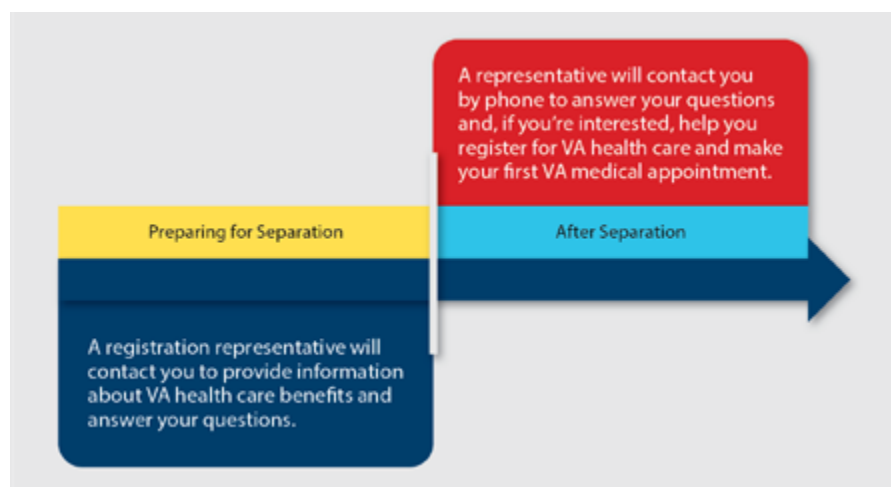 A representative will contact you
by phone to answer your questions
and, if you’re interested, help you
register for VA health care and make
your first VA medical appointment.
Preparing for Separation
After Separation
A registration representative will
contact you to provide information
about VA health care benefits and
answer your questions.